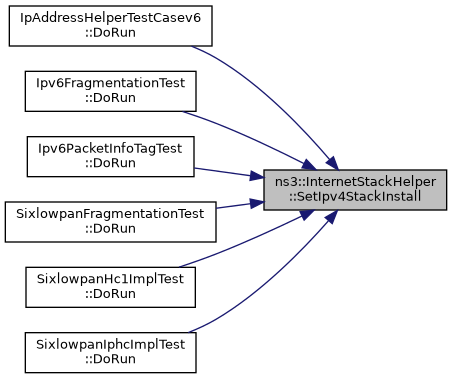 IpAddressHelperTestCasev6
::DoRun
Ipv6FragmentationTest
::DoRun
Ipv6PacketInfoTagTest
::DoRun
ns3::InternetStackHelper
::SetIpv4StackInstall
SixlowpanFragmentationTest
::DoRun
SixlowpanHc1ImplTest
::DoRun
SixlowpanIphcImplTest
::DoRun